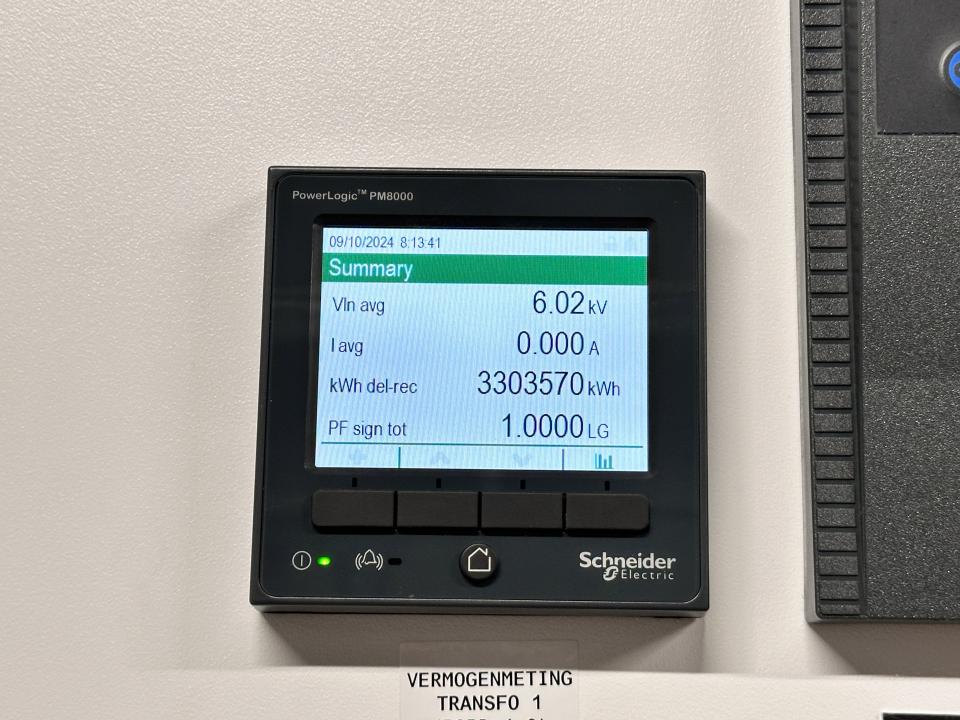 PowerLogic™ PM8000
09/10/2024 8:13:41
Summary
Vln avg 6.02 kV
I avg 0.000 A
kWh del-rec 3303570 kWh
PF sign tot 1.0000 LG
Schneider
Electric
VERMOGENMETING
TRANSFO 1